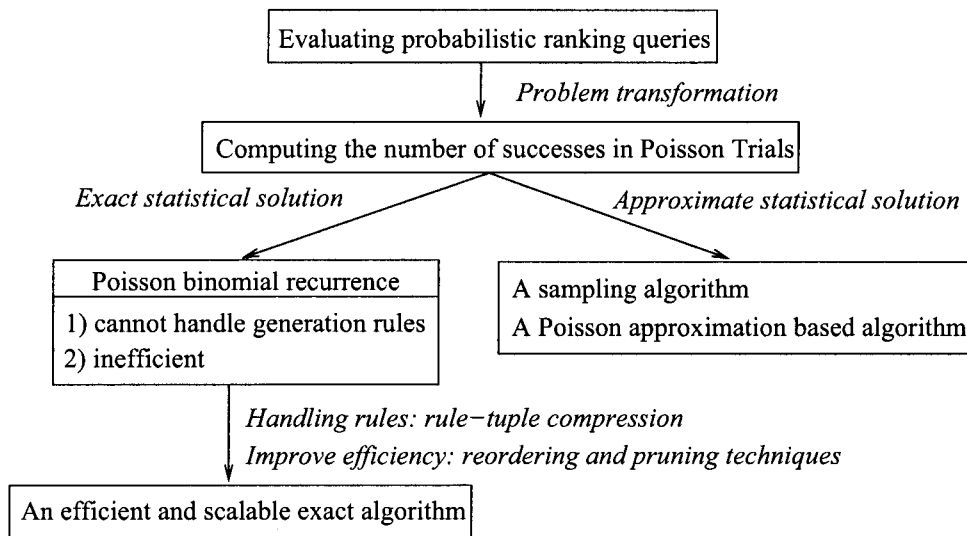 Evaluating probabilistic ranking queries
Problem transformation
Computing the number of successes in Poisson Trials
Exact statistical solution
Approximate statistical solution
Poisson binomial recurrence
1) cannot handle generation rules
2) inefficient
A sampling algorithm
A Poisson approximation based algorithm
Handling rules: rule−tuple compression
Improve efficiency: reordering and pruning techniques
An efficient and scalable exact algorithm